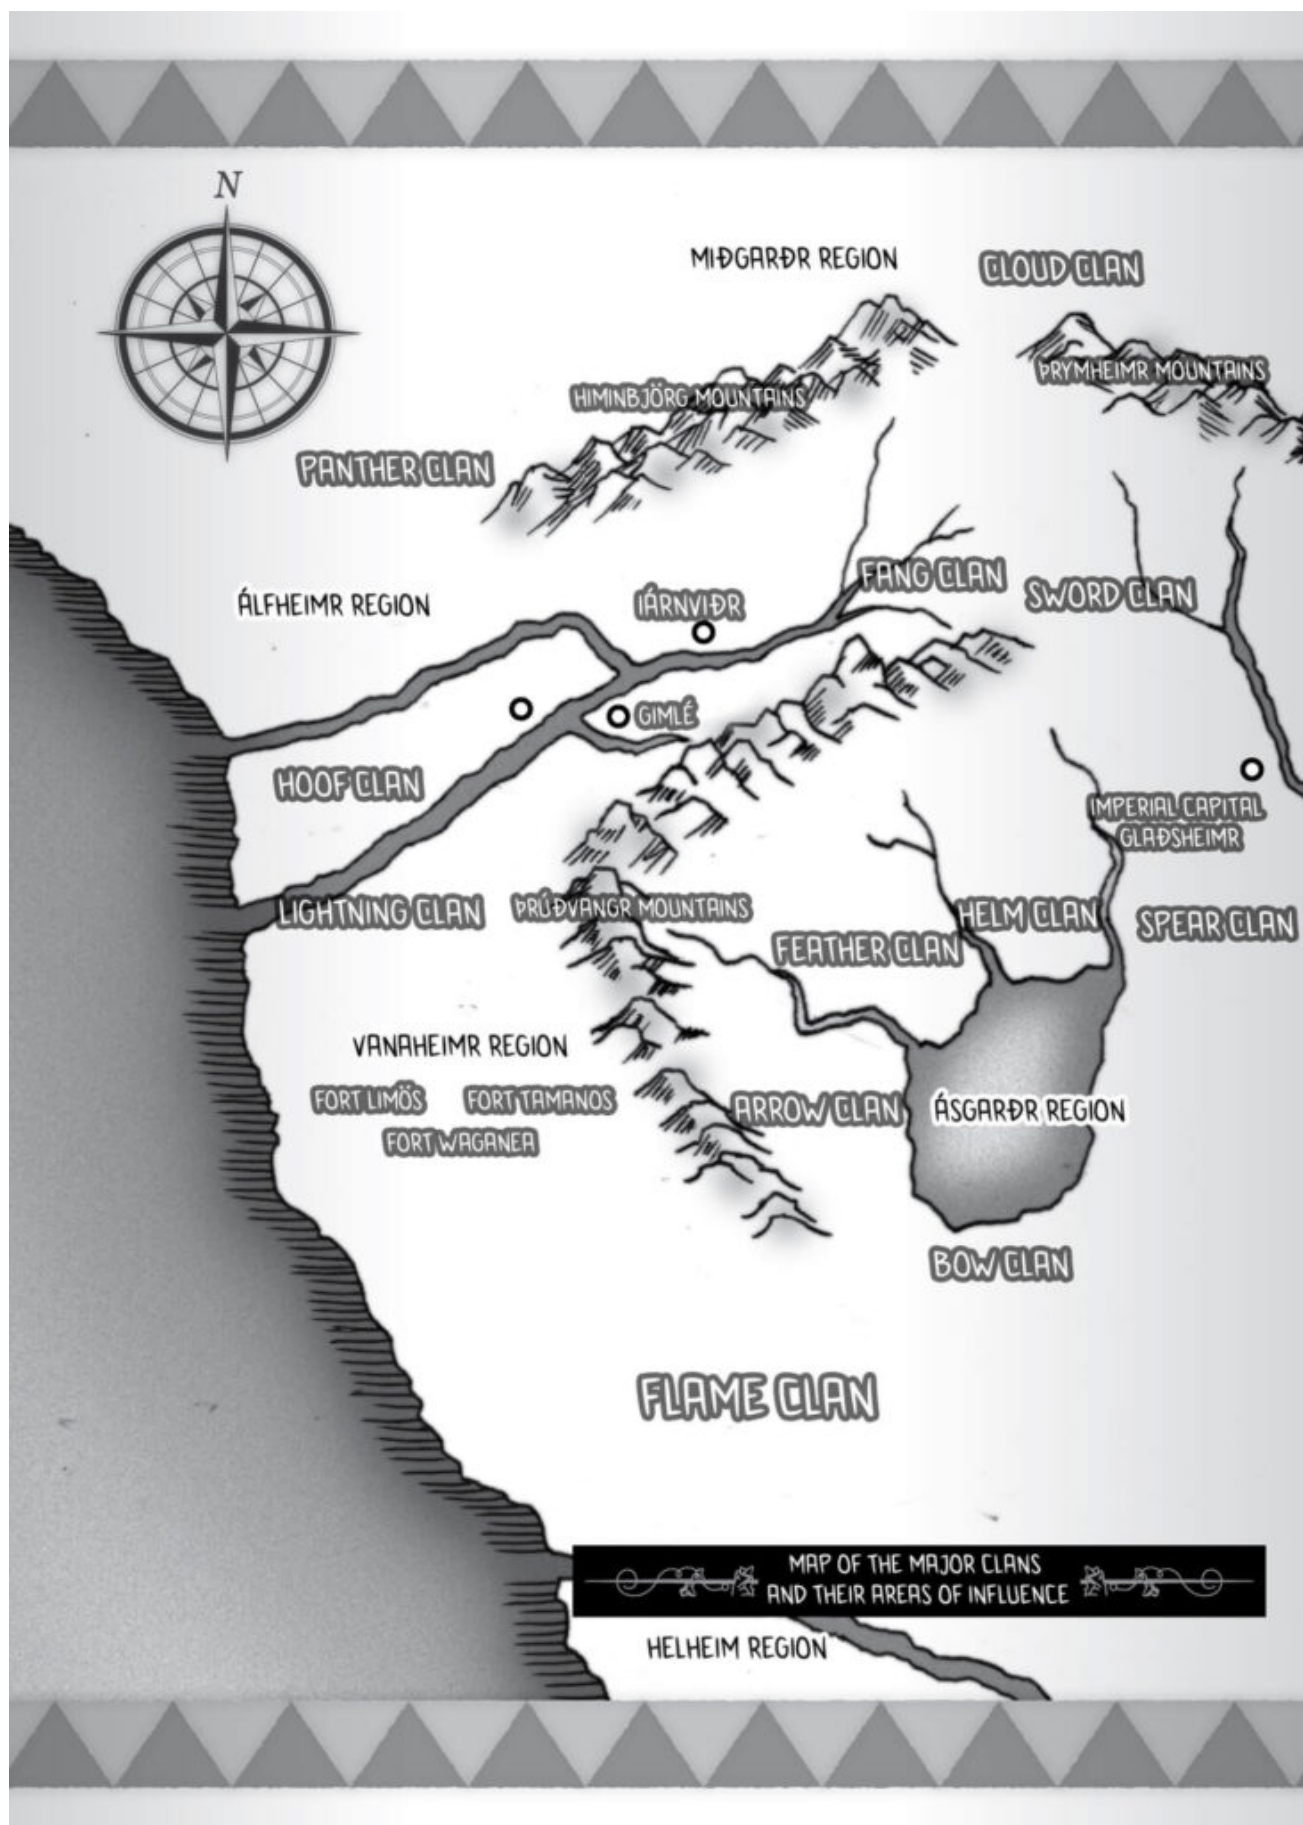 N
MIÐGARÐR REGION
CLOUD CLAN
ÞRYMHEIMR MOUNTAINS
HIMINBJÖRG MOUNTAINS
PANTHER CLAN
FANG CLAN
SWORD CLAN
ÁLFHEIMR REGION
IÁRNVIÐR
GIMLÉ
HOOF CLAN
IMPERIAL CAPITAL
GLAÐSHEIMR
LIGHTNING CLAN
ÞRÚÐVANGR MOUNTAINS
HELM CLAN
SPEAR CLAN
FEATHER CLAN
VANAHEIMR REGION
FORT LIMÖS
FORT TAMANOS
ARROW CLAN
ÁSGARÐR REGION
FORT WAGANEA
BOW CLAN
FLAME CLAN
MAP OF THE MAJOR CLANS
AND THEIR AREAS OF INFLUENCE
HELHEIM REGION